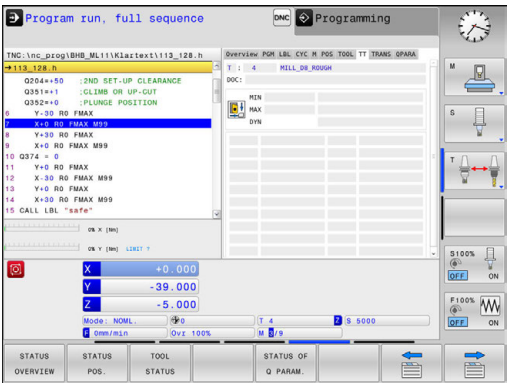 Program run, full sequence
DNC
Programming
TNC:\nc_prog\BHB_ML11\Klartext\113_128.h
→113_128.h
Q204=+50 ;2ND SET-UP CLEARANCE
Q351=+1 ;CLIMB OR UP-CUT
Q352=+0 ;PLUNGE POSITION
6 Y-30 R0 FMAX
7 X+0 R0 FMAX M99
8 Y+30 R0 FMAX
9 X+0 R0 FMAX M99
10 Q374 = 0
11 Y+0 R0 FMAX
12 X-30 R0 FMAX M99
13 Y+0 R0 FMAX
14 X+30 R0 FMAX M99
15 CALL LBL "safe"
0% X [Nm]
0% Y [Nm] LIMIT 1
Overview PGM LBL CYC M POS TOOL TT TRANS QPARA
T : 4 MILL_D8_ROUGH
DOC:
MIN
MAX
DYN
X +0.000
Y -39.000
Z -5.000
Mode: NOML. 0 T 4 Z S 5000
F 0mm/min Ovr 100% M 5/9
M
S
T
S100%
OFF ON
F100%
OFF ON
STATUS OVERVIEW
STATUS POS.
TOOL STATUS
STATUS OF Q PARAM.